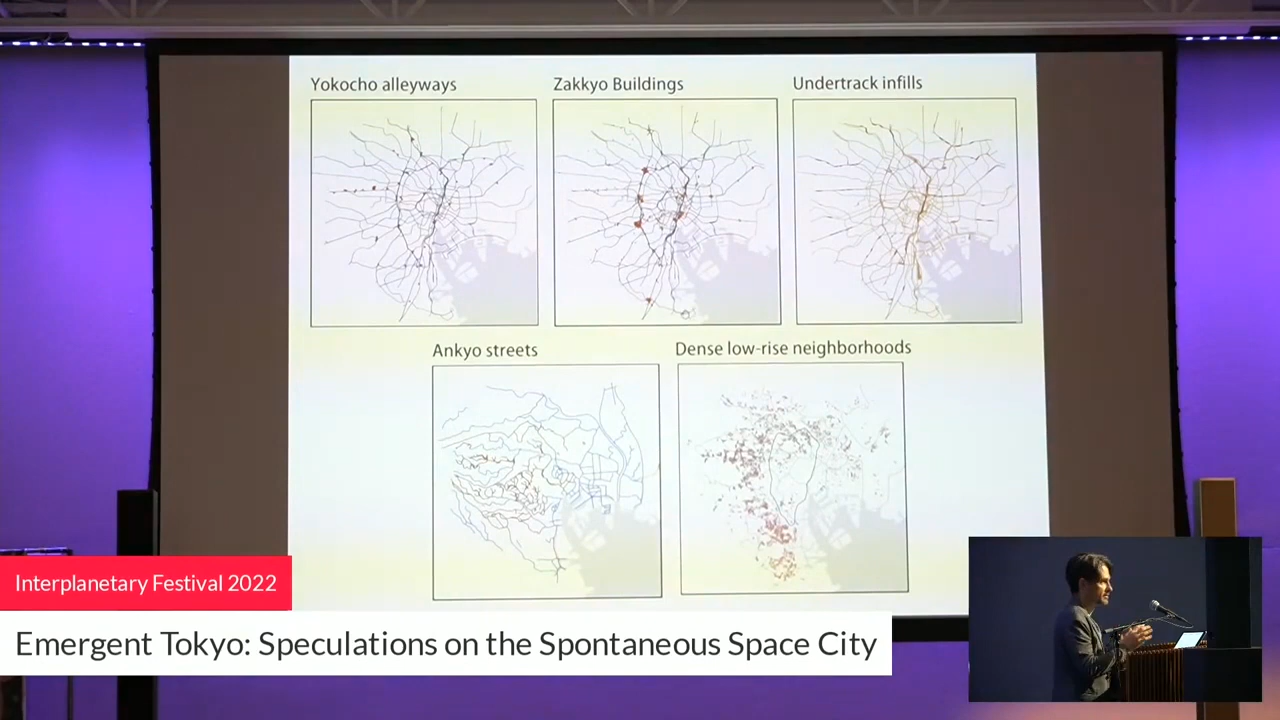 Yokocho alleyways
Zakkyo Buildings
Undertrack infills
Ankyo streets
Dense low-rise neighborhoods
Interplanetary Festival 2022
Emergent Tokyo: Speculations on the Spontaneous Space City